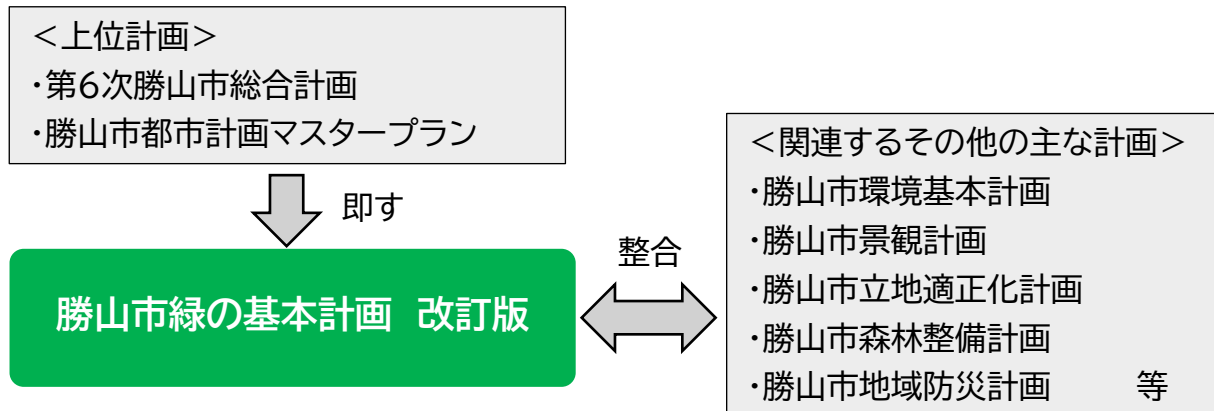 ＜上位計画＞
・第6次勝山市総合計画
・勝山市都市計画マスタープラン
即す
勝山市緑の基本計画　改訂版
整合
＜関連するその他の主な計画＞
・勝山市環境基本計画
・勝山市景観計画
・勝山市立地適正化計画
・勝山市森林整備計画
・勝山市地域防災計画　　等